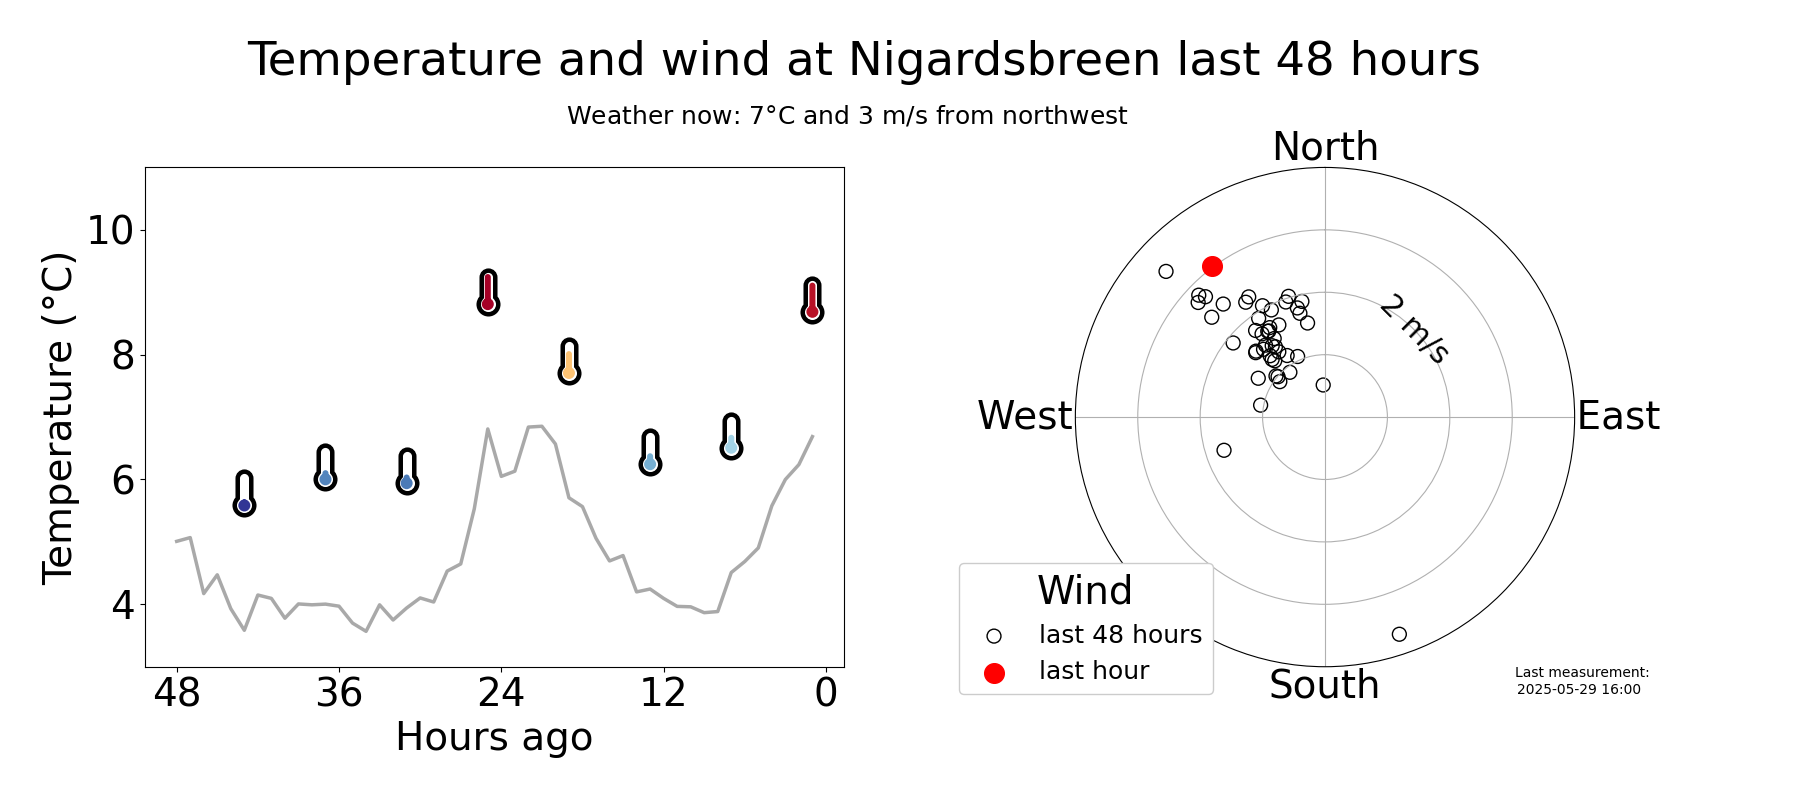 Temperature and wind at Nigardsbreen last 48 hours
Weather now: 7°C and 3 m/s from northwest
Temperature (°C)
10
8
6
4
48 36 24 12 0
Hours ago
North
West
East
South
2 m/s
Wind
last 48 hours
last hour
Last measurement:
2025-05-29 16:00